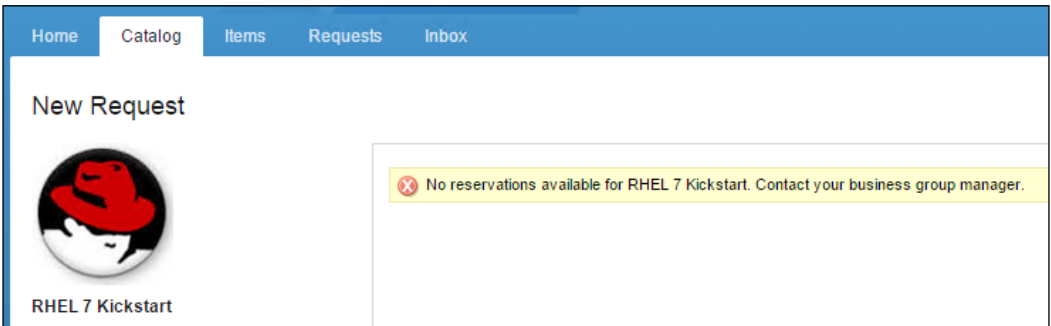 Home Catalog Items Requests Inbox
New Request
No reservations available for RHEL 7 Kickstart. Contact your business group manager.
RHEL 7 Kickstart